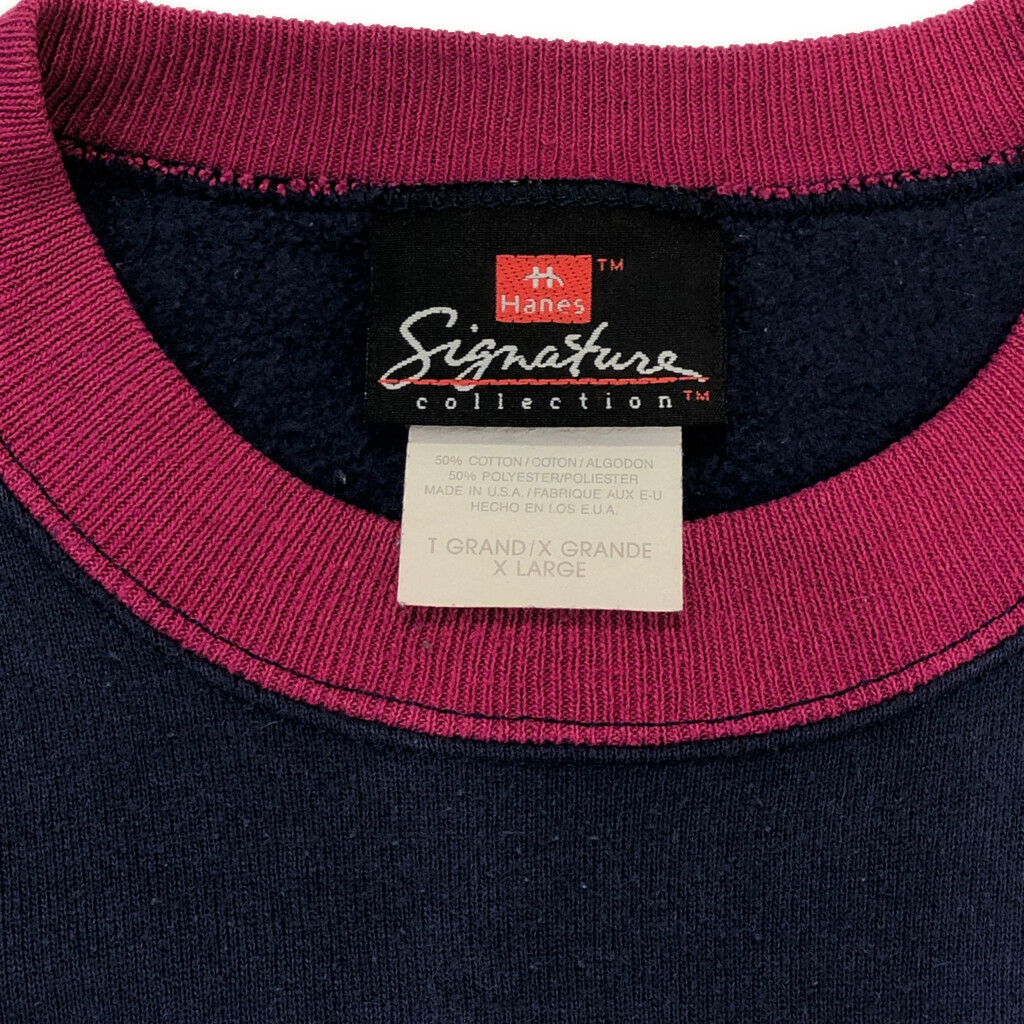 H TM
Hanes
Signature
collection TM
50% COTTON/COTON/ALGODON
50% POLYESTER/POLIESTER
MADE IN U.S.A./FABRIQUE AUX E-U
HECHO EN LOS E.U.A.
T GRAND/X GRANDE
X LARGE